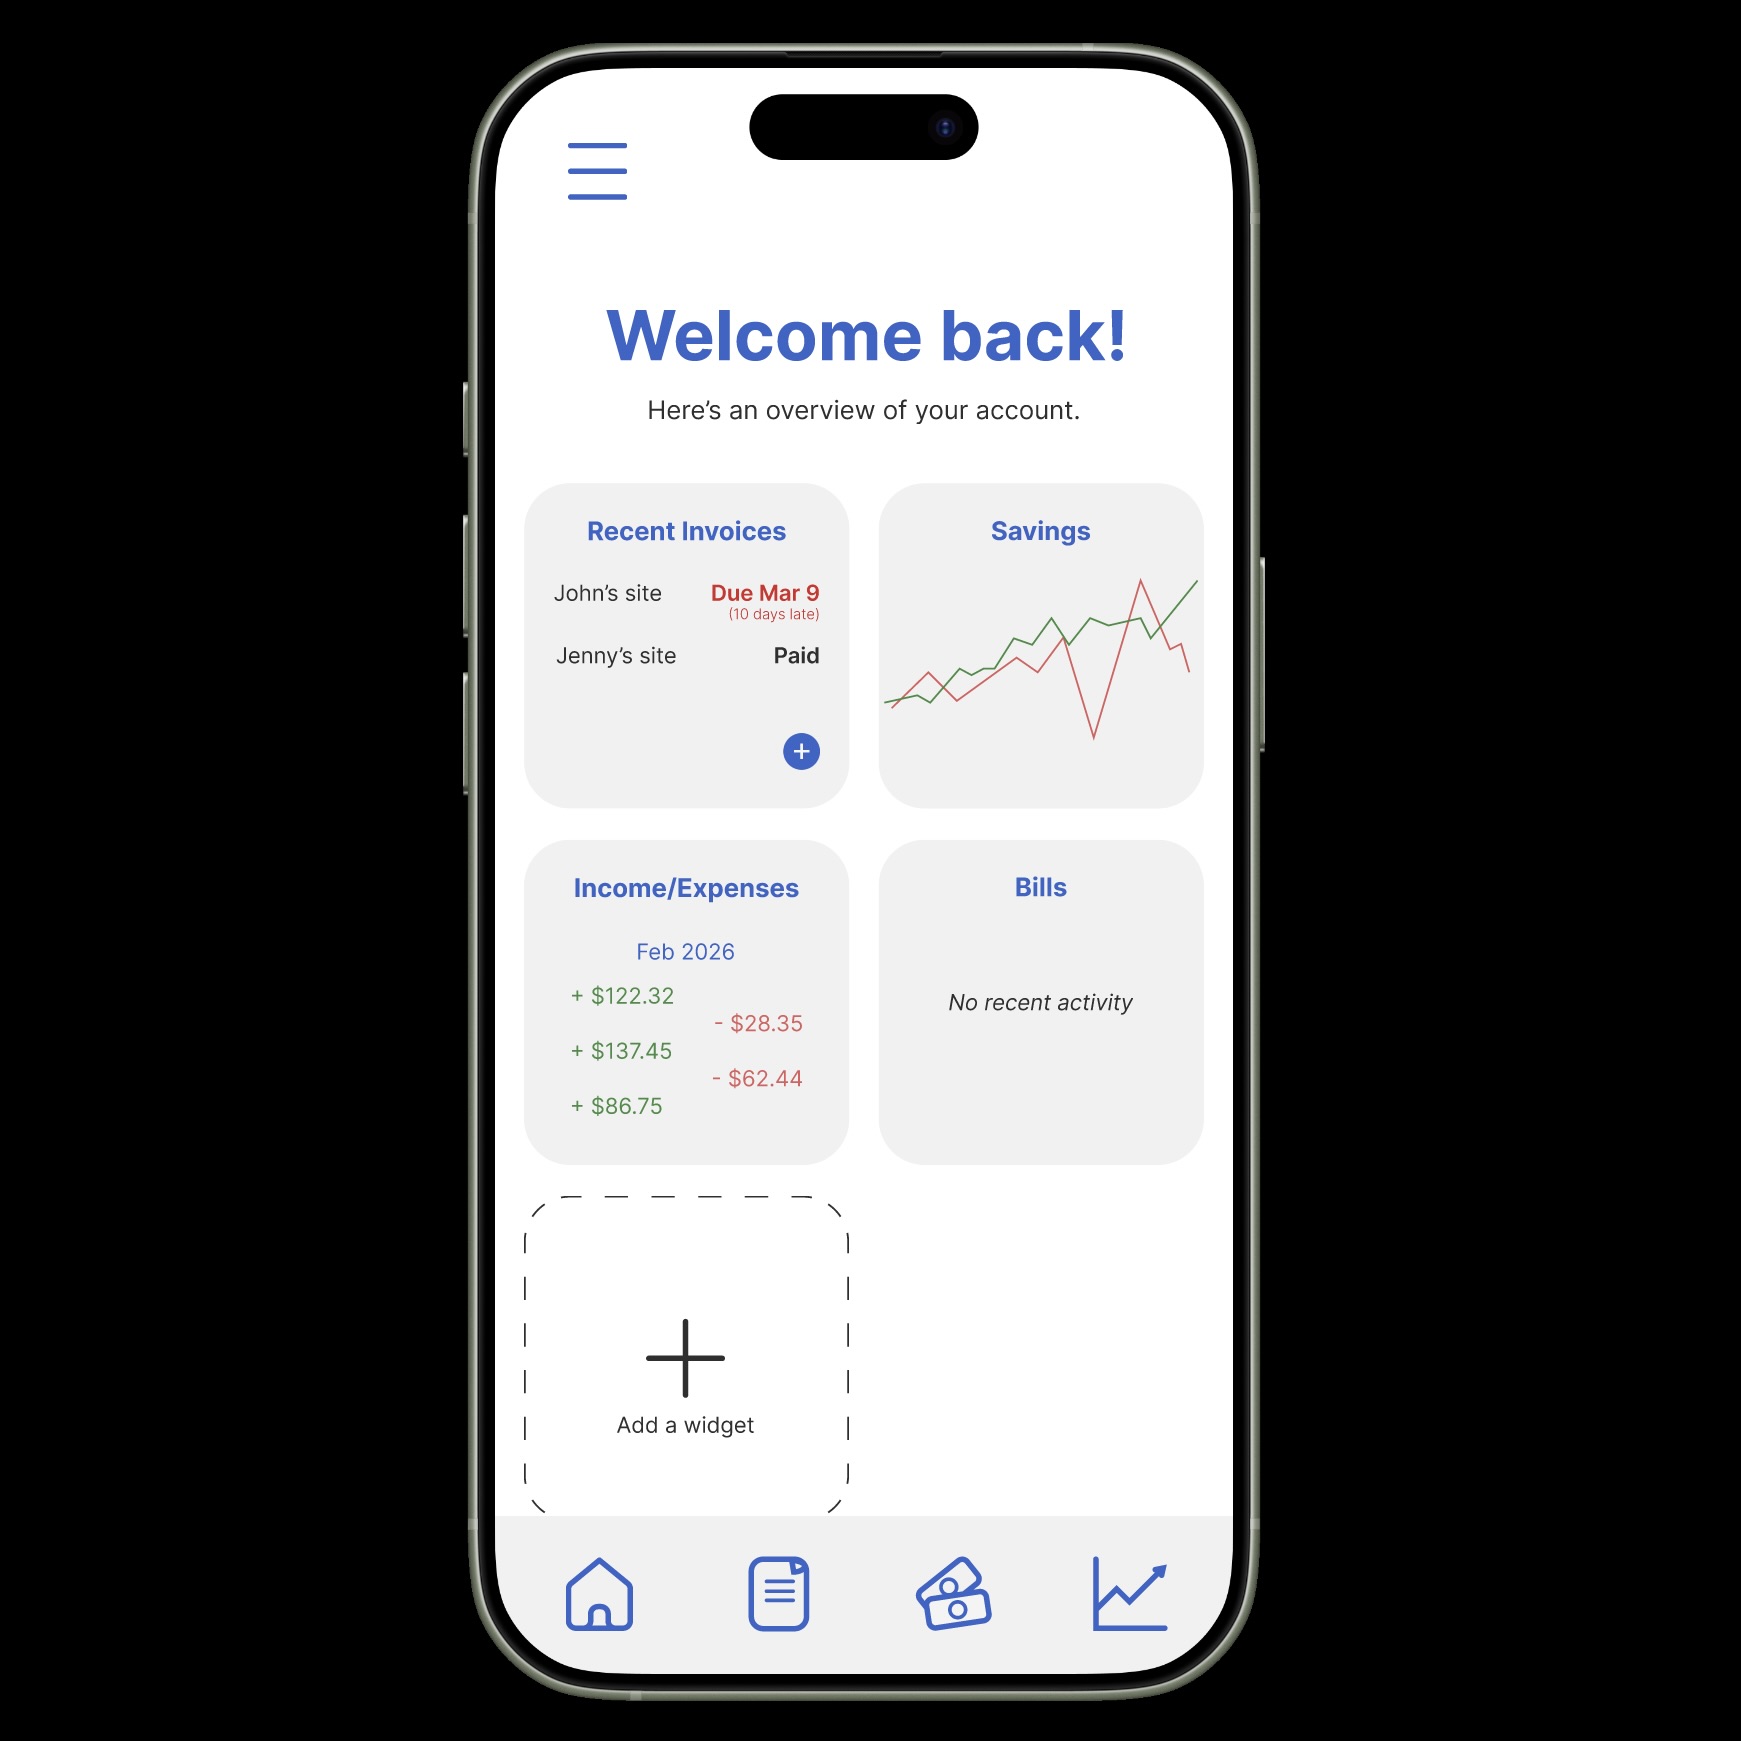 Welcome back!
Here’s an overview of your account.
Recent Invoices
John’s site Due Mar 9
(10 days late)
Jenny’s site Paid
+
Savings
Income/Expenses
Feb 2026
+ $122.32
- $28.35
+ $137.45
- $62.44
+ $86.75
Bills
No recent activity
Add a widget